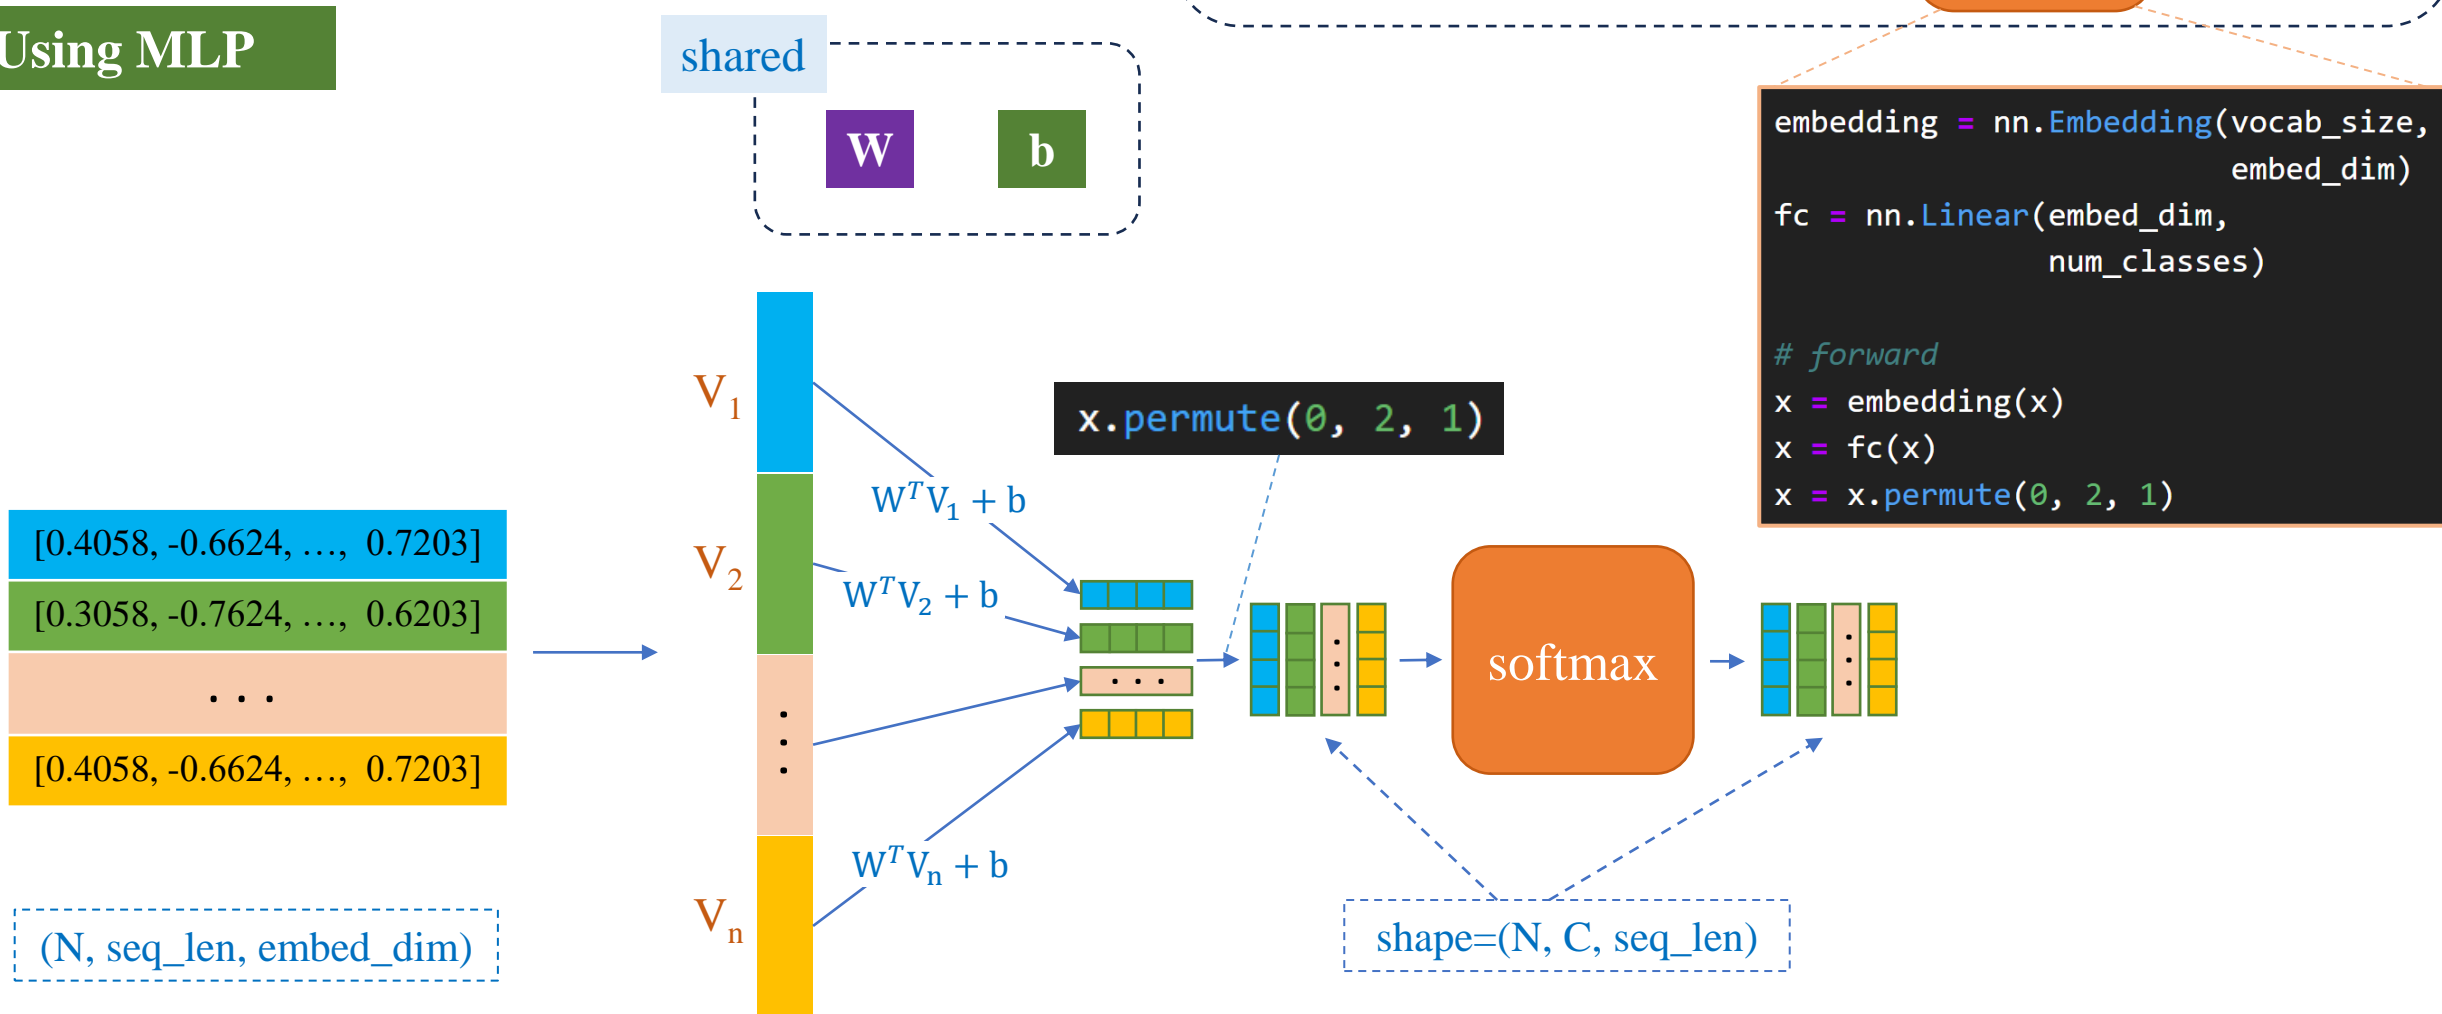 Using MLP
shared
W
b
embedding = nn.Embedding(vocab_size,
embed_dim)
fc = nn.Linear(embed_dim,
num_classes)
# forward
x = embedding(x)
x = fc(x)
x = x.permute(0, 2, 1)
x.permute(0, 2, 1)
[0.4058, -0.6624, …, 0.7203]
[0.3058, -0.7624, …, 0.6203]
. . .
[0.4058, -0.6624, …, 0.7203]
(N, seq_len, embed_dim)
V₁
V₂
. . .
Vₙ
WᵀV₁ + b
WᵀV₂ + b
WᵀVₙ + b
. . .
. . .
softmax
. . .
shape=(N, C, seq_len)